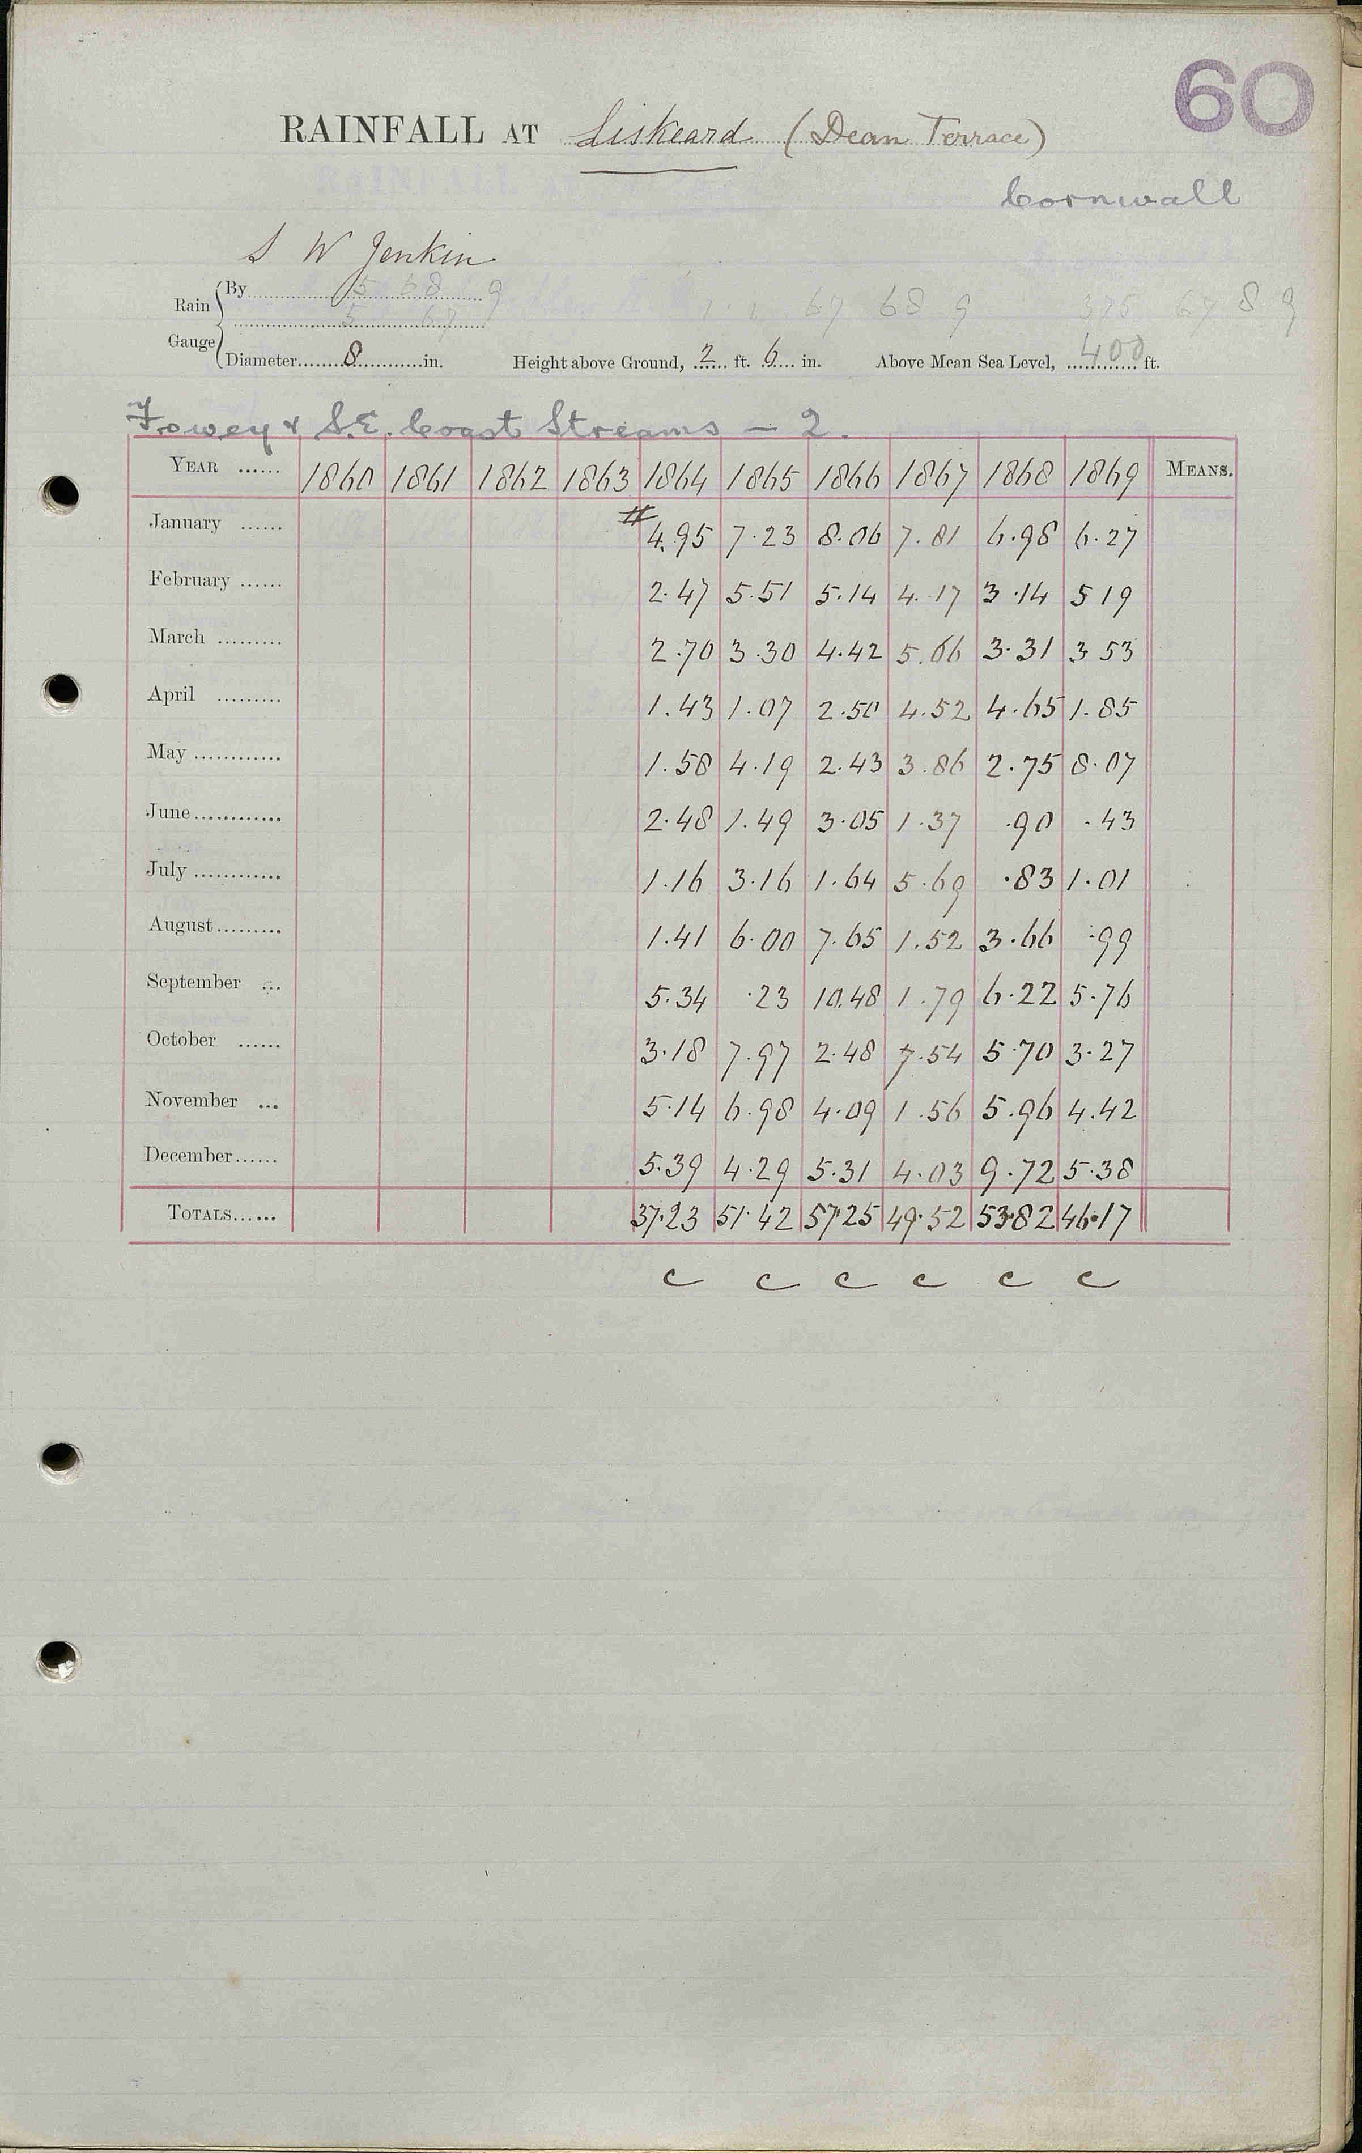 60
RAINFALL AT Liskeard (Dean Terrace)
Cornwall
S W Jenkin
Rain Gauge
By 5 68 9
5 67 67 68 9 375 67 8 9
Diameter 8 in. Height above Ground, 2 ft. 6 in. Above Mean Sea Level, 400 ft.
Fowey & S.E. Coast Streams — 2.
YEAR ...... 1860 1861 1862 1863 1864 1865 1866 1867 1868 1869 MEANS.
January ...... # 4.95 7.23 8.06 7.81 6.98 6.27
February ...... 2.47 5.51 5.14 4.17 3.14 5 19
March ......... 2.70 3.30 4.42 5.66 3.31 3 53
April ......... 1.43 1.07 2.50 4.52 4.65 1.85
May ............ 1.58 4.19 2.43 3.86 2.75 8.07
June ............ 2.48 1.49 3.05 1.37 .90 .43
July ............ 1.16 3.16 1.64 5.69 .83 1.01
August ......... 1.41 6.00 7.65 1.52 3.66 .99
September ... 5.34 .23 10.48 1.79 6.22 5.76
October ...... 3.18 7.97 2.48 7.54 5.70 3.27
November ... 5.14 6.98 4.09 1.56 5.96 4.42
December ...... 5.39 4.29 5.31 4.03 9.72 5.38
TOTALS ...... 37.23 51.42 57.25 49.52 53.82 46.17
c c c c c c